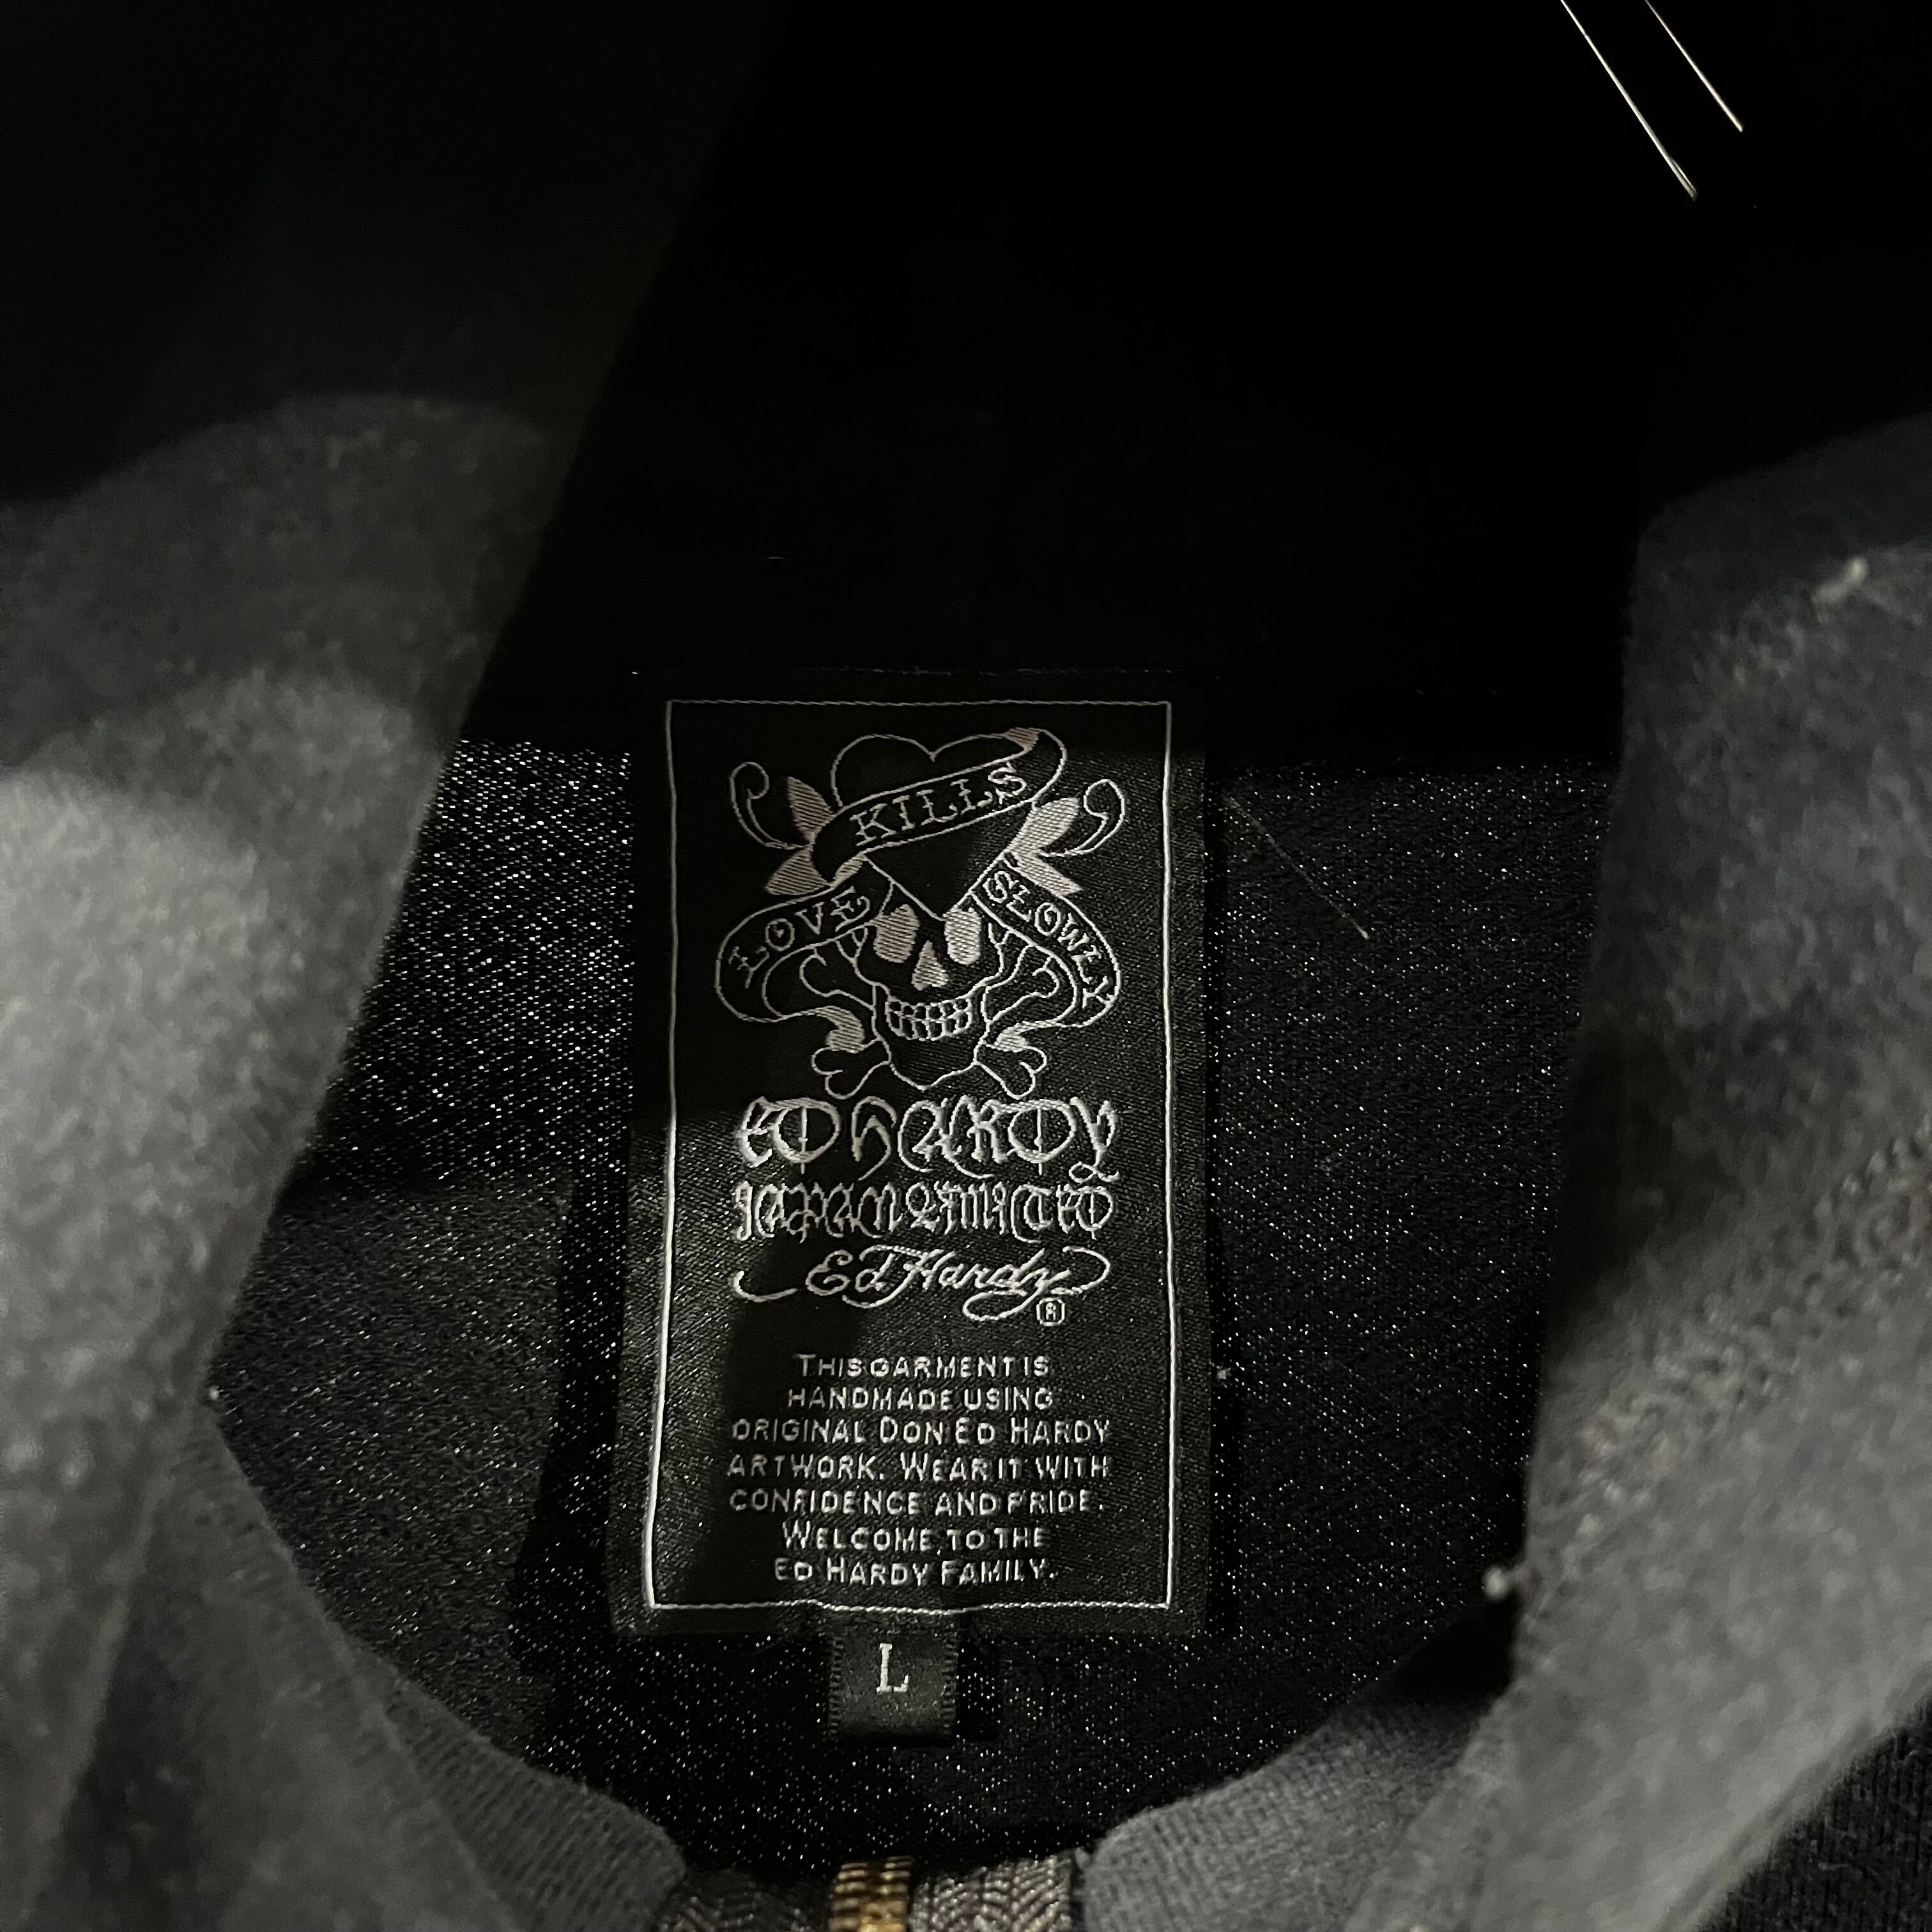 KILLS
LOVE SLOWLY
ED HARDY
JAPAN LIMITED
Ed Hardy
®
THIS GARMENT IS
HANDMADE USING
ORIGINAL DON ED HARDY
ARTWORK. WEAR IT WITH
CONFIDENCE AND PRIDE.
WELCOME TO THE
ED HARDY FAMILY.
L